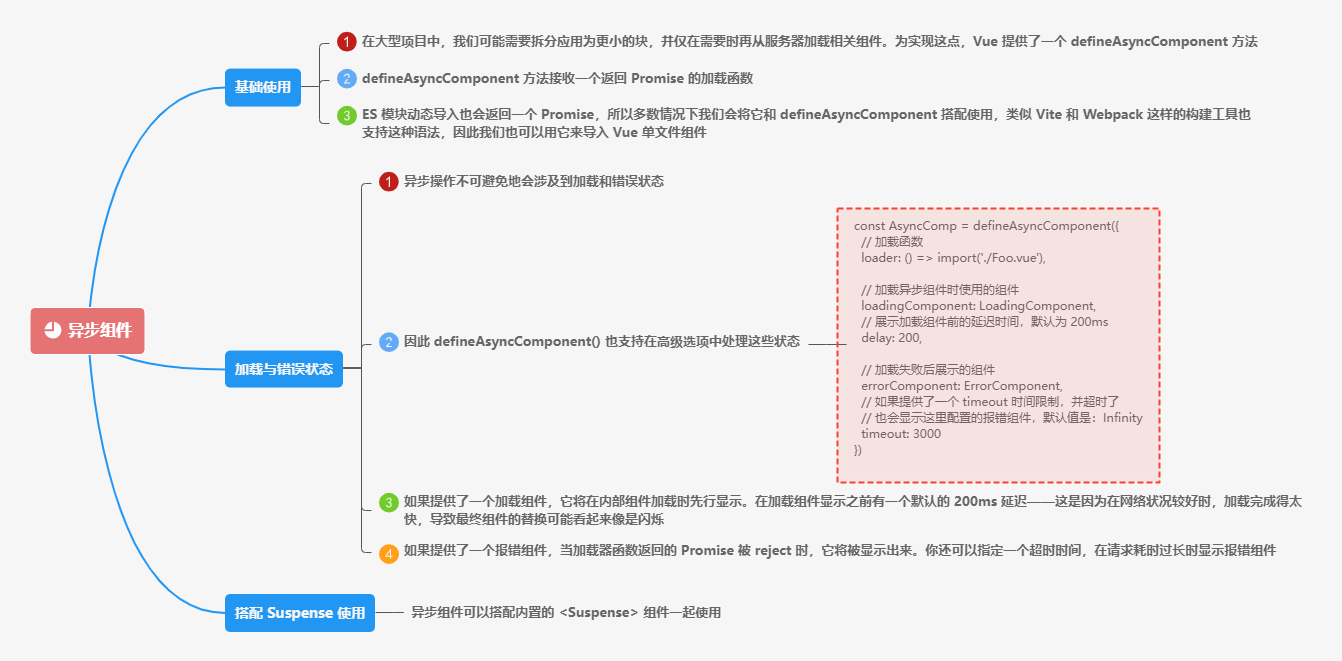 异步组件
基础使用
1 在大型项目中，我们可能需要拆分应用为更小的块，并仅在需要时再从服务器加载相关组件。为实现这点，Vue 提供了一个 defineAsyncComponent 方法
2 defineAsyncComponent 方法接收一个返回 Promise 的加载函数
3 ES 模块动态导入也会返回一个 Promise，所以多数情况下我们会将它和 defineAsyncComponent 搭配使用，类似 Vite 和 Webpack 这样的构建工具也
支持这种语法，因此我们也可以用它来导入 Vue 单文件组件
加载与错误状态
1 异步操作不可避免地会涉及到加载和错误状态
2 因此 defineAsyncComponent() 也支持在高级选项中处理这些状态
const AsyncComp = defineAsyncComponent({
// 加载函数
loader: () => import('./Foo.vue'),
// 加载异步组件时使用的组件
loadingComponent: LoadingComponent,
// 展示加载组件前的延迟时间，默认为 200ms
delay: 200,
// 加载失败后展示的组件
errorComponent: ErrorComponent,
// 如果提供了一个 timeout 时间限制，并超时了
// 也会显示这里配置的报错组件，默认值是：Infinity
timeout: 3000
})
3 如果提供了一个加载组件，它将在内部组件加载时先行显示。在加载组件显示之前有一个默认的 200ms 延迟——这是因为在网络状况较好时，加载完成得太
快，导致最终组件的替换可能看起来像是闪烁
4 如果提供了一个报错组件，当加载器函数返回的 Promise 被 reject 时，它将被显示出来。你还可以指定一个超时时间，在请求耗时过长时显示报错组件
搭配 Suspense 使用
异步组件可以搭配内置的 <Suspense> 组件一起使用